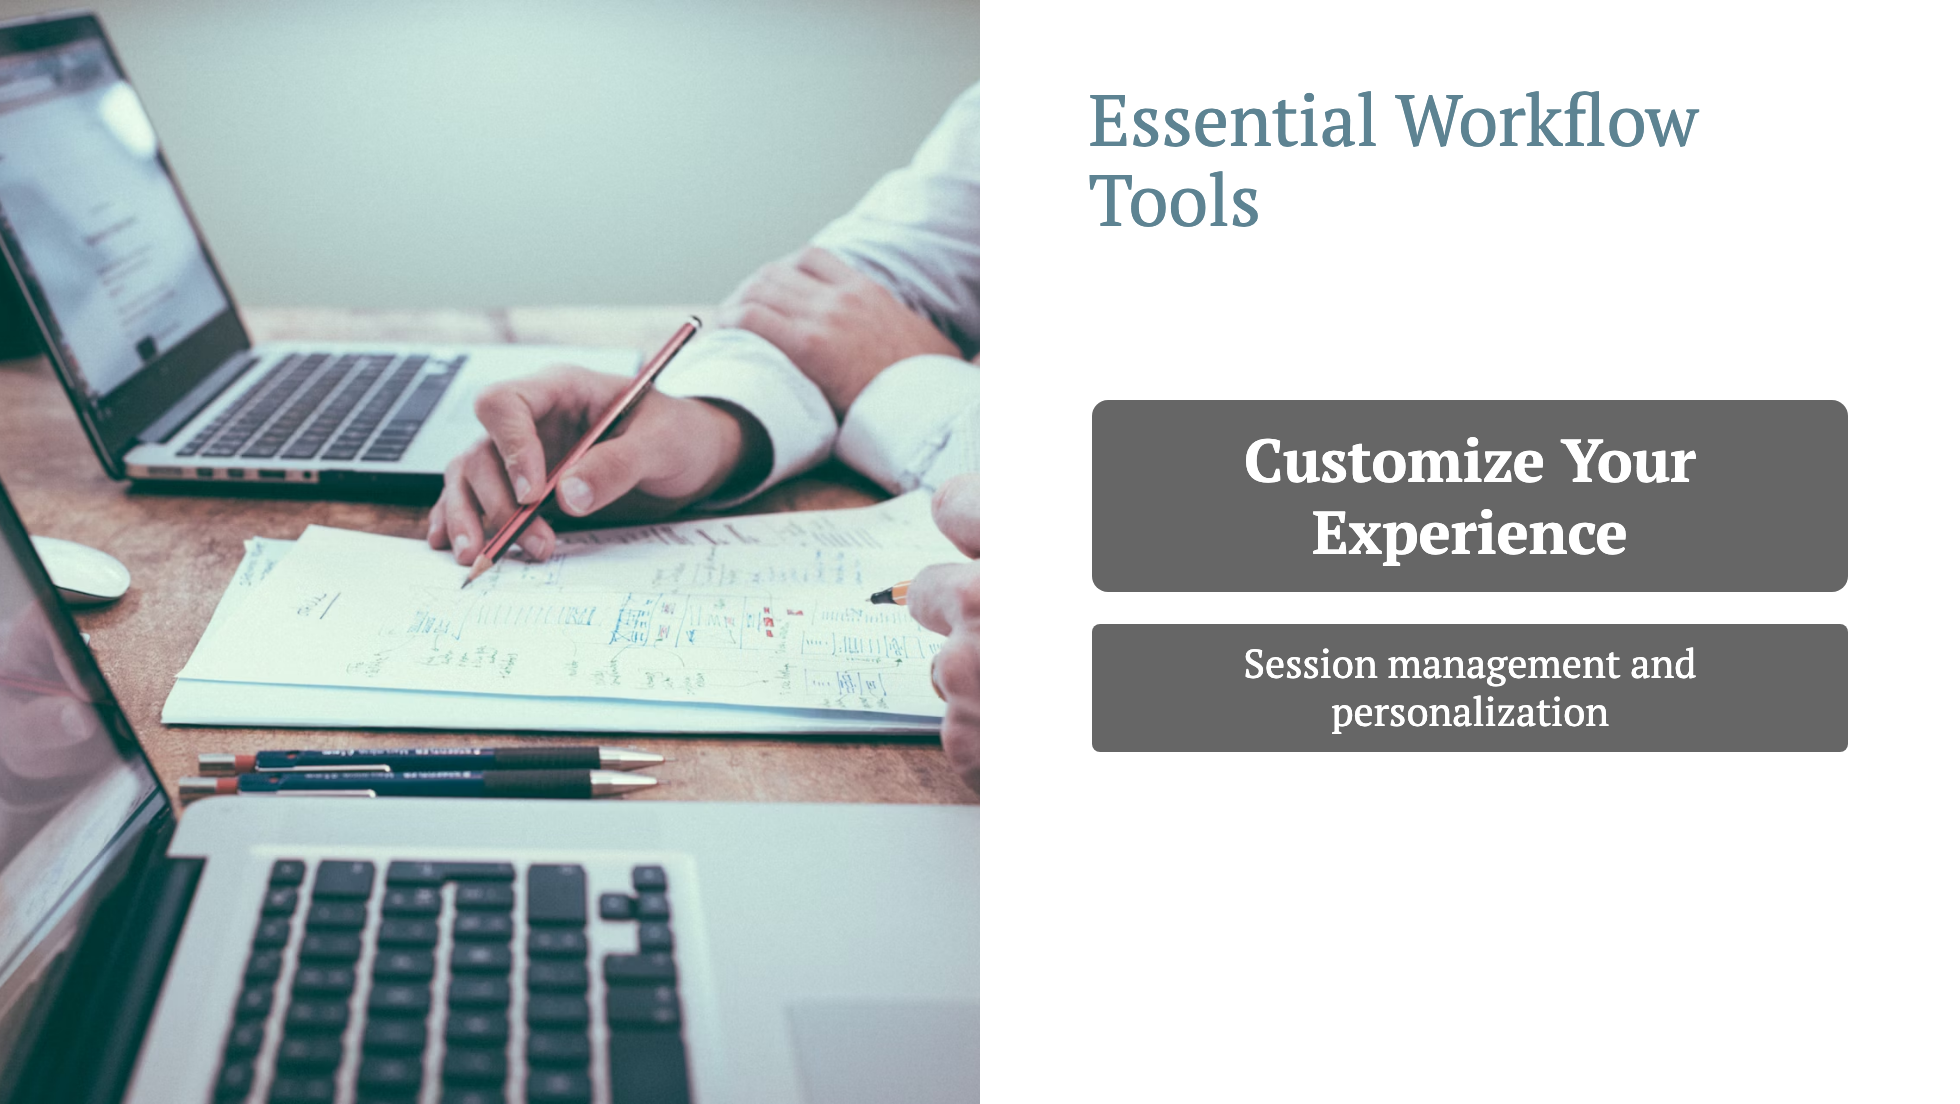 Essential Workflow
Tools
Customize Your
Experience
Session management and
personalization